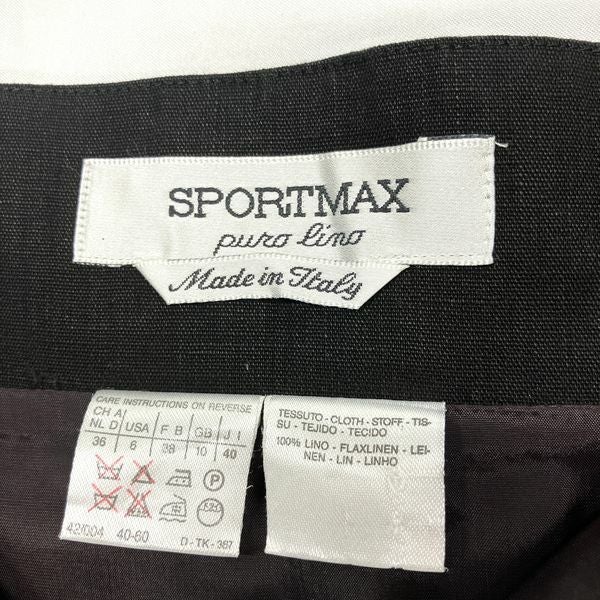 SPORTMAX
puro lino
Made in Italy
CARE INSTRUCTIONS ON REVERSE
CH A
NL D USA F B GB J I
36 6 38 10 40
P
42/004 40-60
D-TK-367
TESSUTO - CLOTH - STOFF - TIS-
SU - TEJIDO - TECIDO
100% LINO - FLAXLINEN - LEI-
NEN - LIN - LINHO